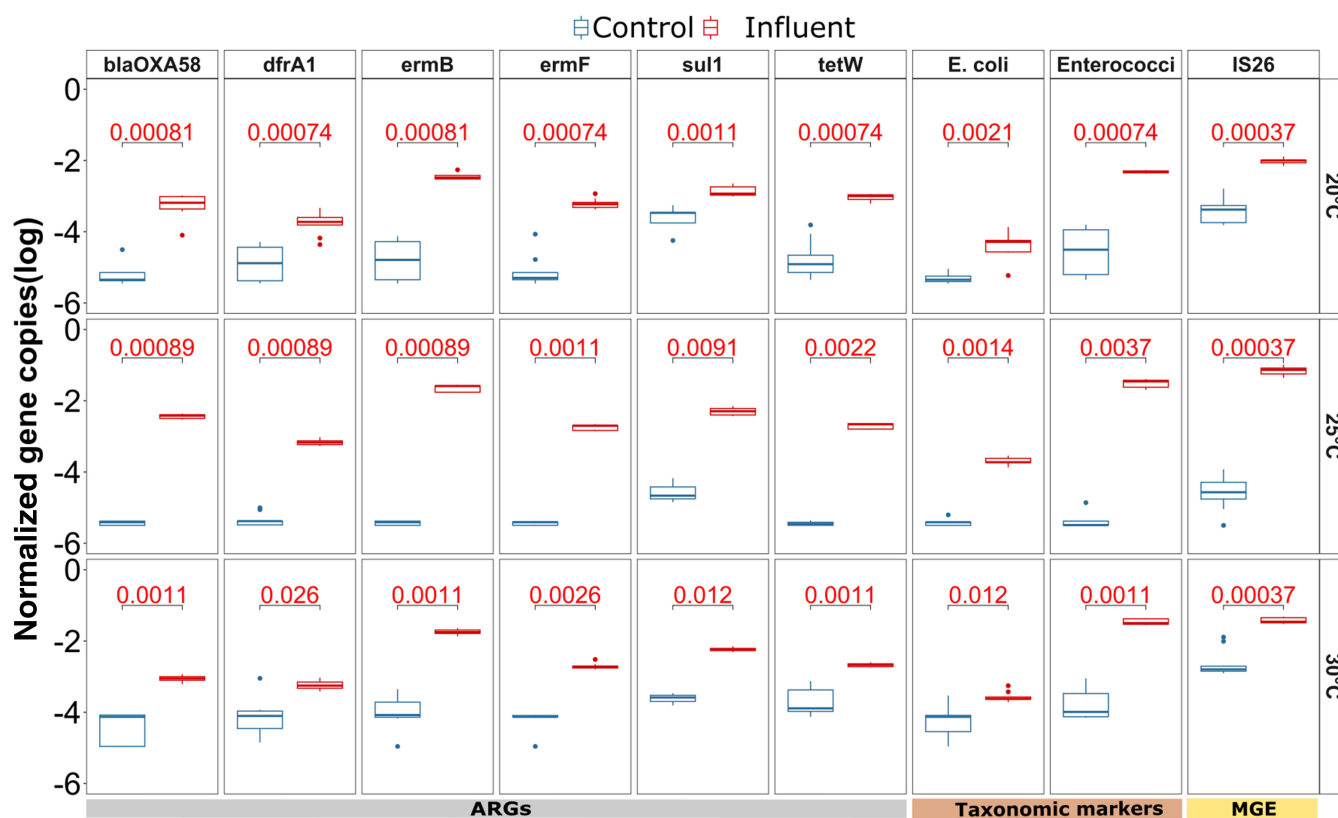 Control Influent
blaOXA58 dfrA1 ermB ermF sul1 tetW E. coli Enterococci IS26
Normalized gene copies(log)
0
0.00081 0.00074 0.00081 0.00074 0.0011 0.00074 0.0021 0.00074 0.00037
-2
-4
-6
20ºC
0
0.00089 0.00089 0.00089 0.0011 0.0091 0.0022 0.0014 0.0037 0.00037
-2
-4
-6
25ºC
0
0.0011 0.026 0.0011 0.0026 0.012 0.0011 0.012 0.0011 0.00037
-2
-4
-6
30ºC
ARGs Taxonomic markers MGE